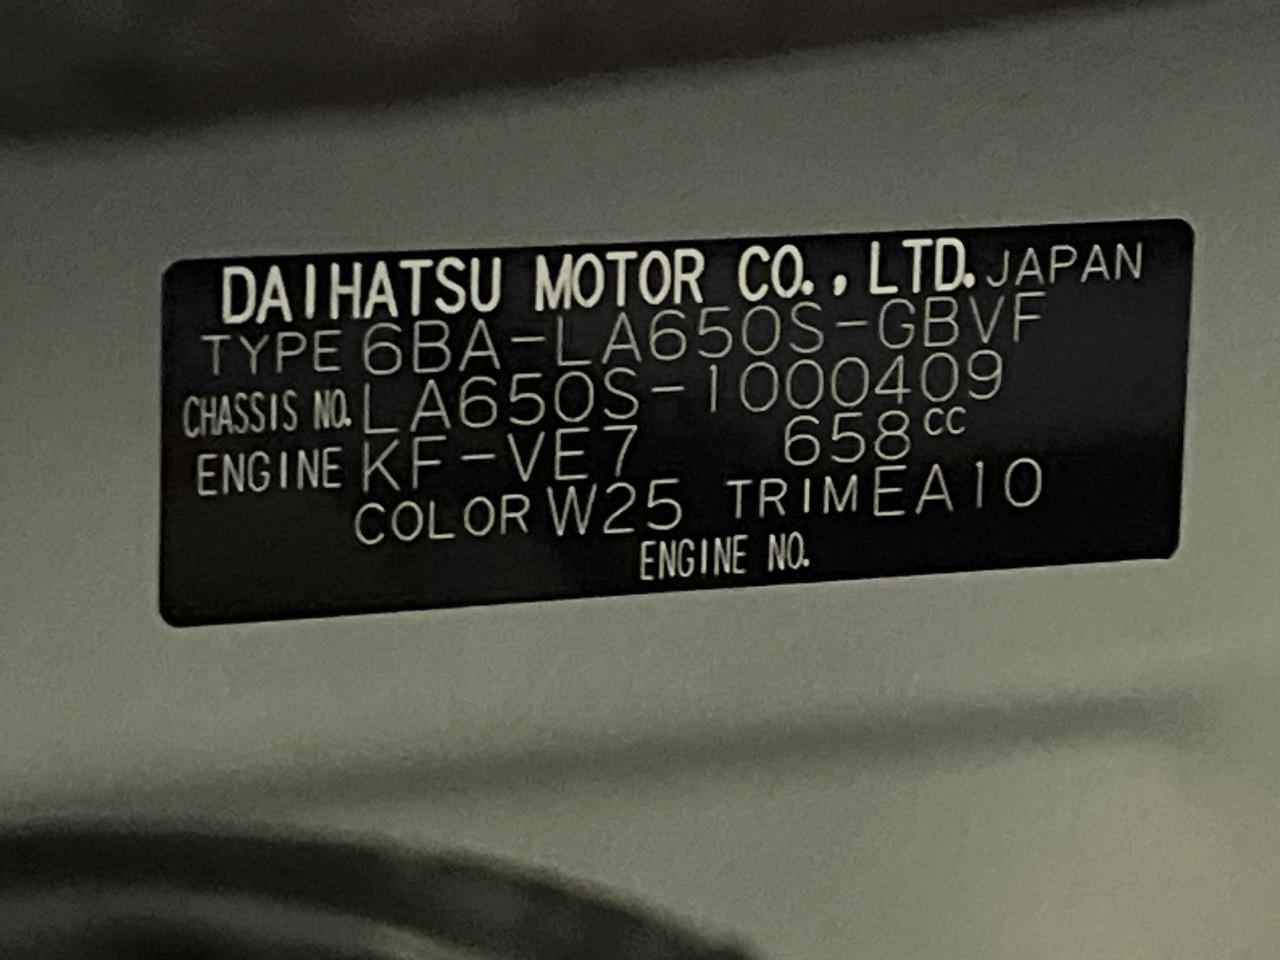 DAIHATSU MOTOR CO., LTD. JAPAN
TYPE 6BA-LA650S-GBVF
CHASSIS NO. LA650S-1000409
ENGINE KF-VE7 658cc
COLOR W25 TRIM EA10
ENGINE NO.